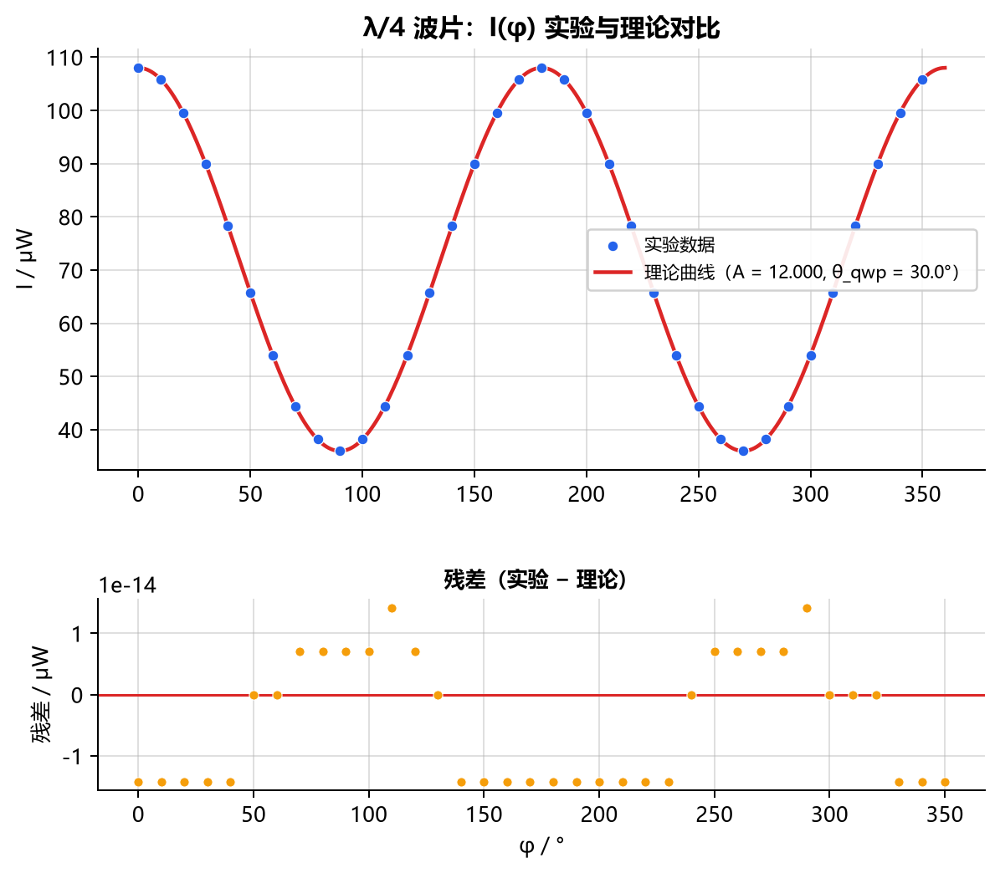 λ/4 波片：I(φ) 实验与理论对比
I / μW
110
100
90
80
70
60
50
40
实验数据
理论曲线（A = 12.000, θ_qwp = 30.0°）
0 50 100 150 200 250 300 350
残差（实验 − 理论）
1e-14
残差 / μW
1
0
-1
0 50 100 150 200 250 300 350
φ / °